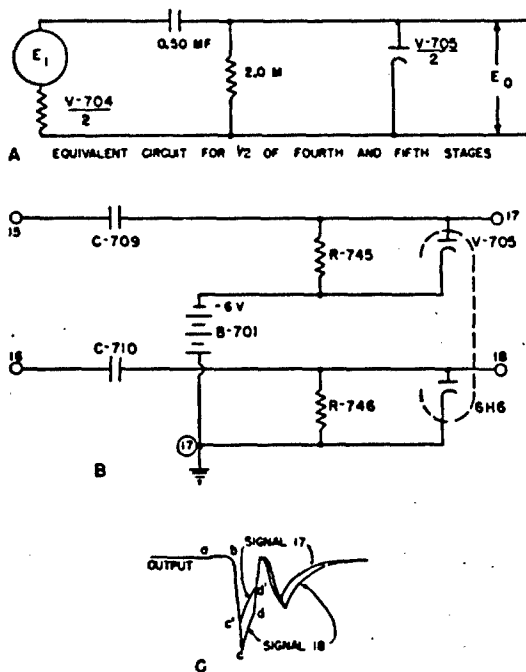 E1
0.50 MF
2.0 M
V-704
2
V-705
2
E0
A EQUIVALENT CIRCUIT FOR 1/2 OF FOURTH AND FIFTH STAGES
15
C-709
17
V-705
R-745
-6 V
B-701
16
C-710
18
R-746
6H6
17
B
SIGNAL 17
a
b
OUTPUT
d'
c'
d
SIGNAL 18
c
C